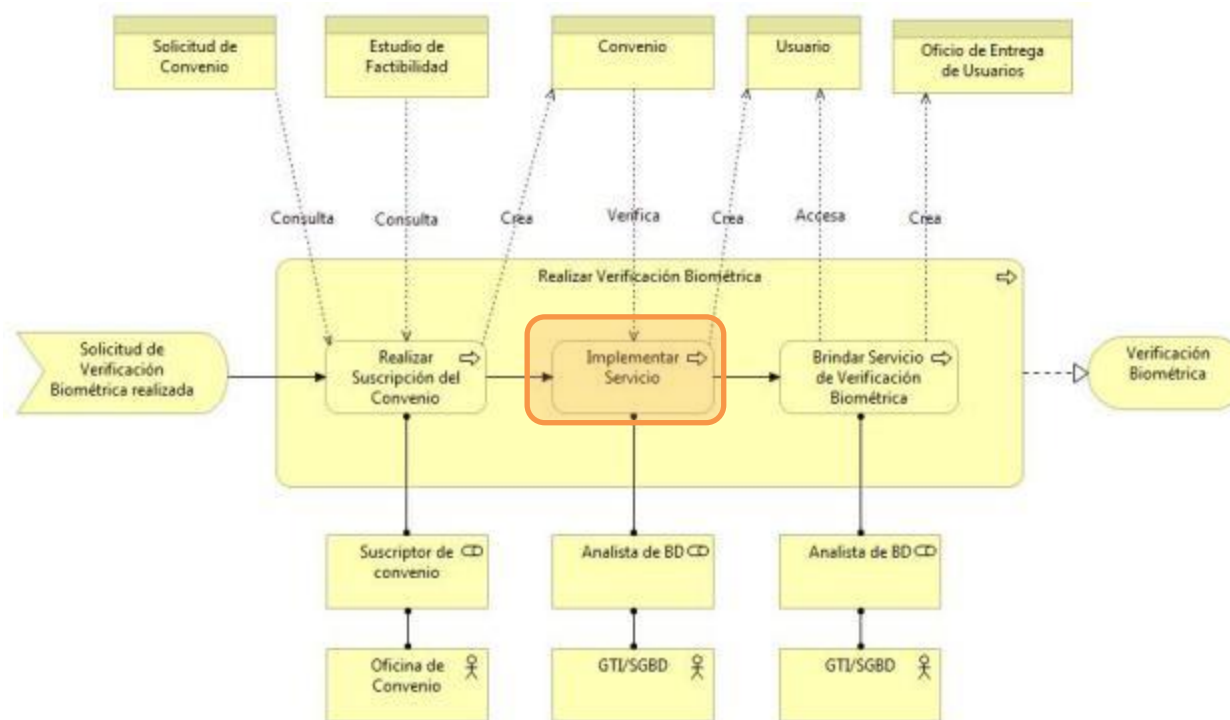 Solicitud de
Convenio
Estudio de
Factibilidad
Convenio
Usuario
Oficio de Entrega
de Usuarios
Consulta
Consulta
Crea
Verifica
Crea
Accesa
Crea
Realizar Verificación Biométrica
Solicitud de
Verificación
Biométrica realizada
Realizar
Suscripción del
Convenio
Implementar
Servicio
Brindar Servicio
de Verificación
Biométrica
Verificación
Biométrica
Suscriptor de
convenio
Analista de BD
Analista de BD
Oficina de
Convenio
GTI/SGBD
GTI/SGBD